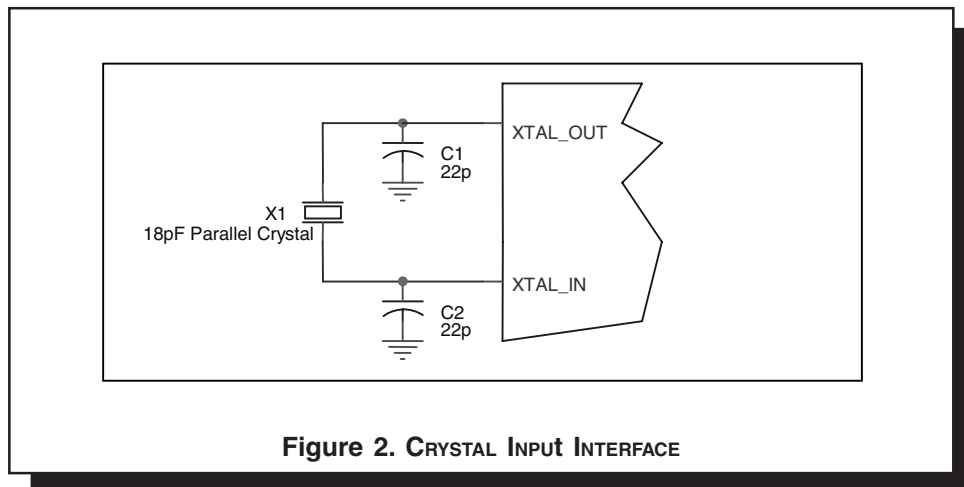 XTAL_OUT
C1
22p
X1
18pF Parallel Crystal
XTAL_IN
C2
22p
Figure 2. CRYSTAL INPUt INTERFACE